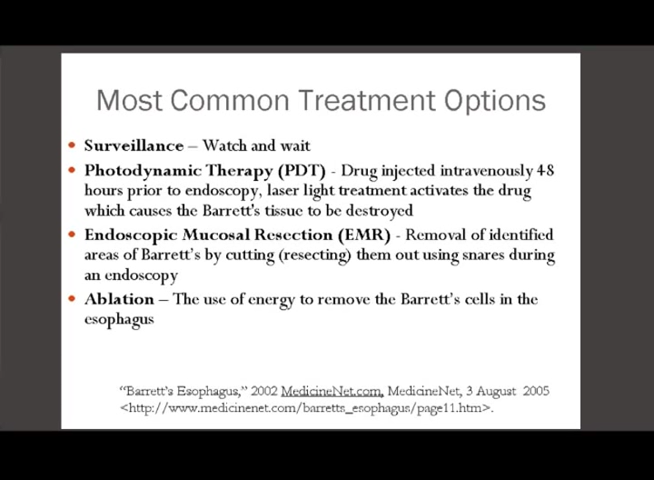 Most Common Treatment Options
• Surveillance – Watch and wait
• Photodynamic Therapy (PDT) - Drug injected intravenously 48
hours prior to endoscopy, laser light treatment activates the drug
which causes the Barrett's tissue to be destroyed
• Endoscopic Mucosal Resection (EMR) - Removal of identified
areas of Barrett's by cutting (resecting) them out using snares during
an endoscopy
• Ablation – The use of energy to remove the Barrett's cells in the
esophagus
"Barrett's Esophagus," 2002 MedicineNet.com, MedicineNet, 3 August 2005
<http://www.medicinenet.com/barretts_esophagus/page11.htm>.